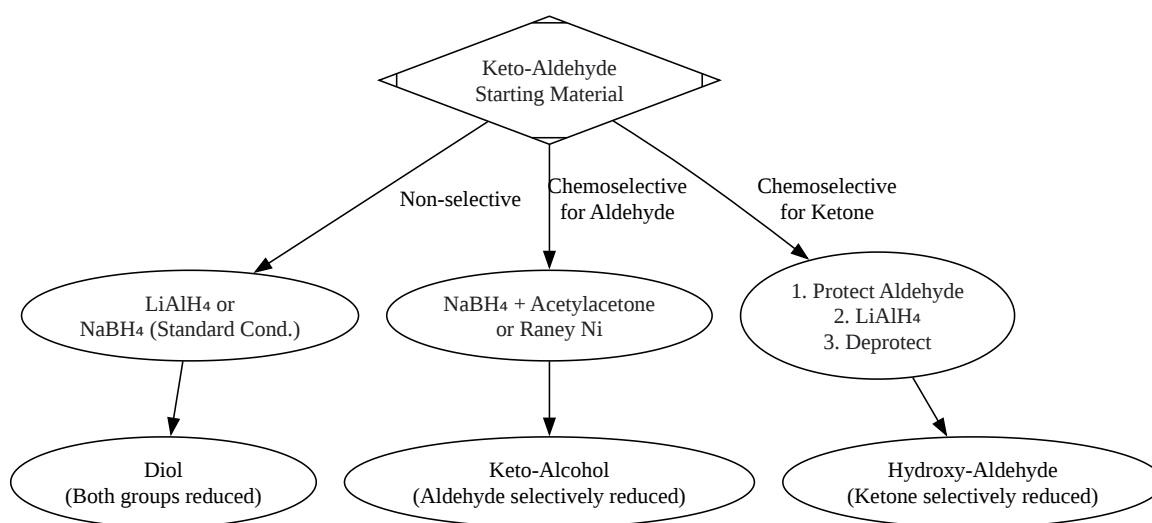 Keto-Aldehyde
Starting Material
Non-selective
Chemoselective
for Aldehyde
Chemoselective
for Ketone
LiAlH₄ or
NaBH₄ (Standard Cond.)
NaBH₄ + Acetylacetone
or Raney Ni
1. Protect Aldehyde
2. LiAlH₄
3. Deprotect
Diol
(Both groups reduced)
Keto-Alcohol
(Aldehyde selectively reduced)
Hydroxy-Aldehyde
(Ketone selectively reduced)